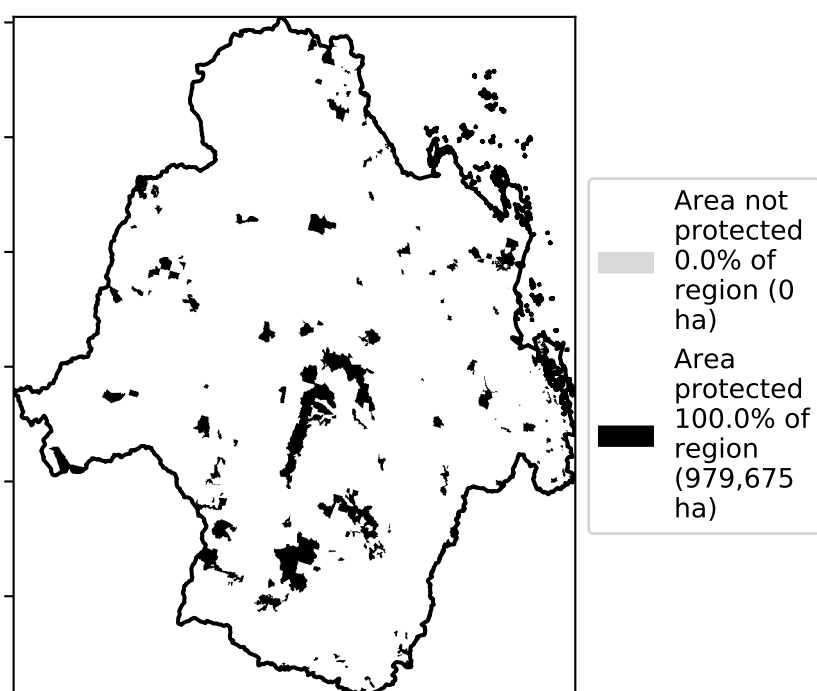 Area not
protected
0.0% of
region (0
ha)
Area
protected
100.0% of
region
(979,675
ha)